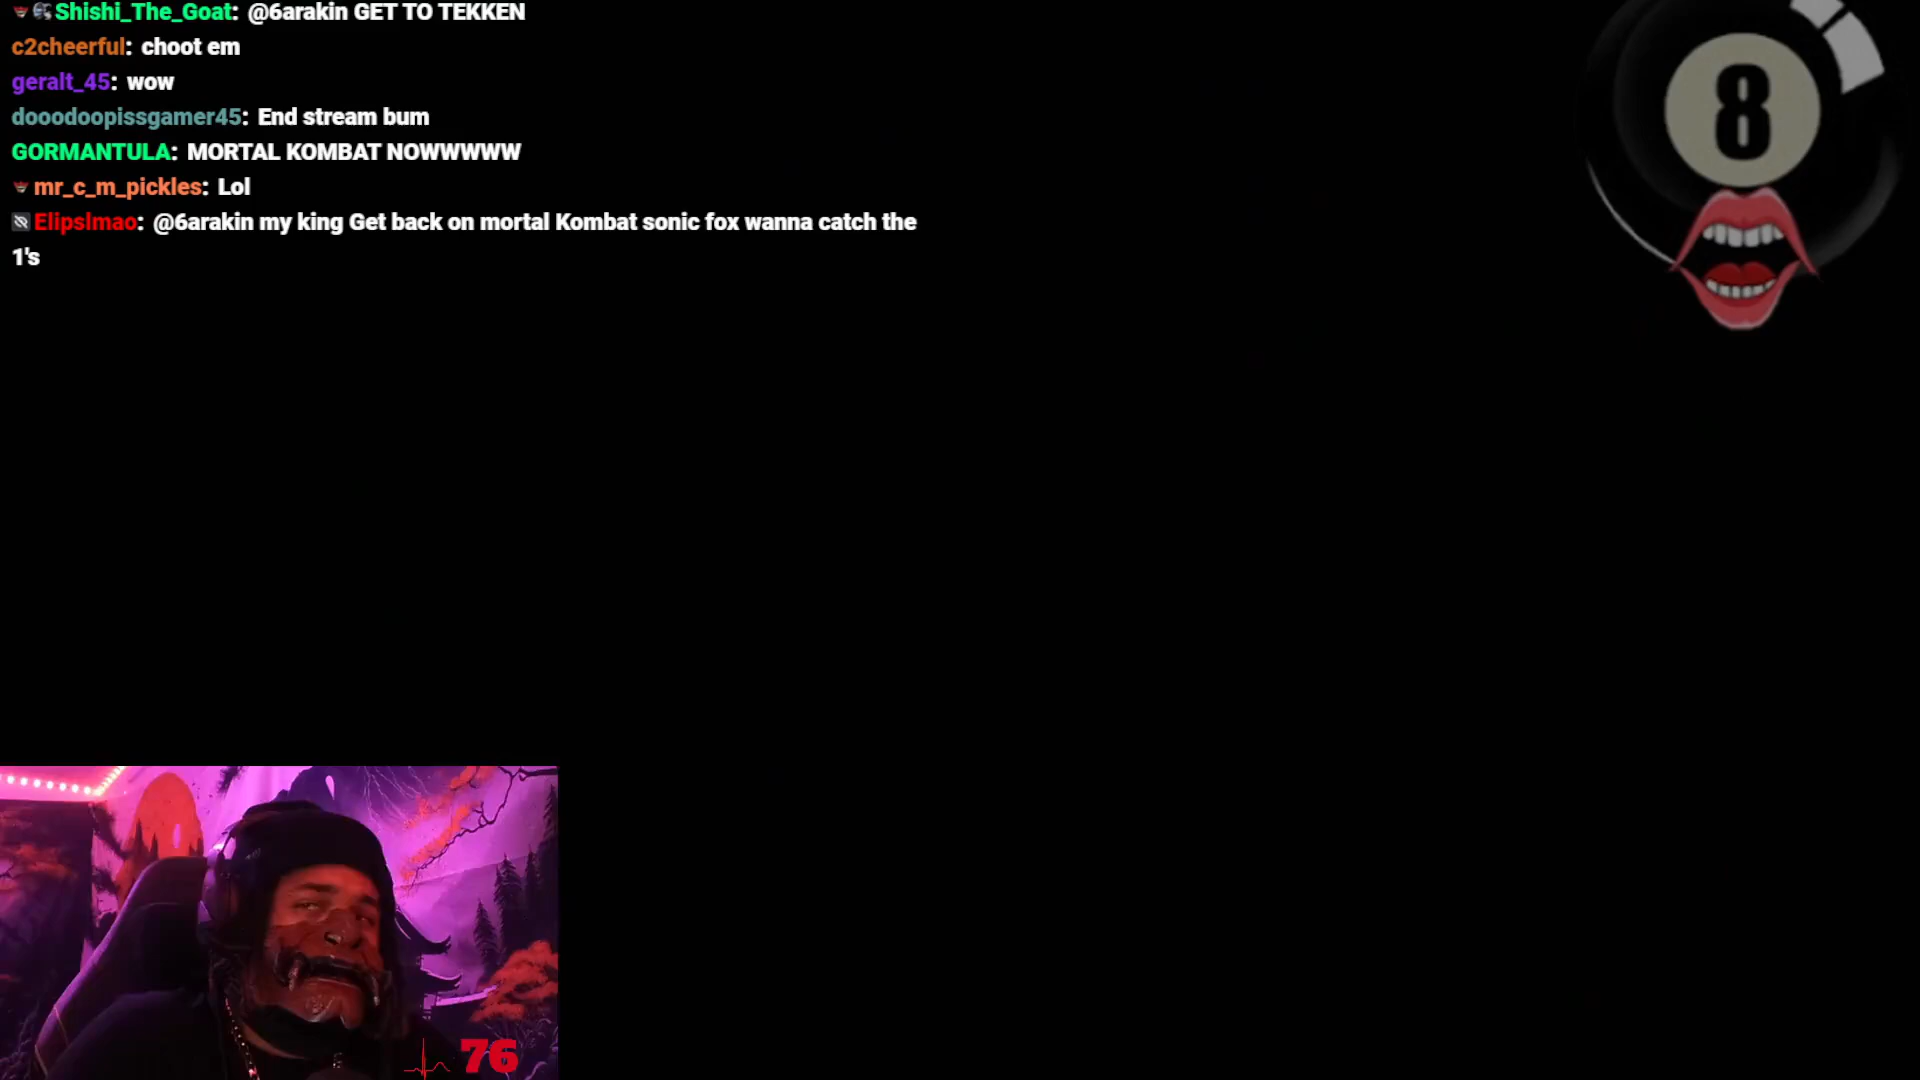 Shishi_The_Goat: @6arakin GET TO TEKKEN
c2cheerful: choot em
geralt_45: wow
dooodoopissgamer45: End stream bum
GORMANTULA: MORTAL KOMBAT NOWWWWW
mr_c_m_pickles: Lol
Elipslmao: @6arakin my king Get back on mortal Kombat sonic fox wanna catch the
1's
8
76